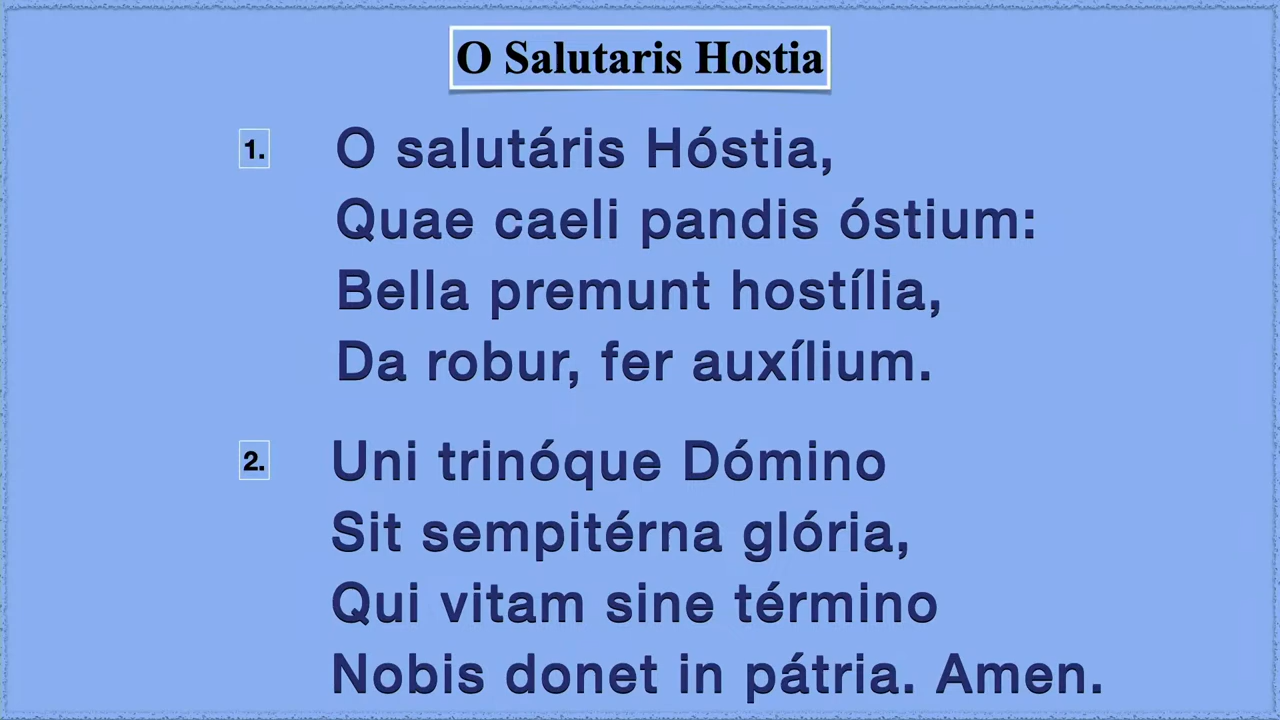 O Salutaris Hostia
1. O salutáris Hóstia,
Quae caeli pandis óstium:
Bella premunt hostília,
Da robur, fer auxílium.
2. Uni trinóque Dómino
Sit sempitérna glória,
Qui vitam sine término
Nobis donet in pátria. Amen.